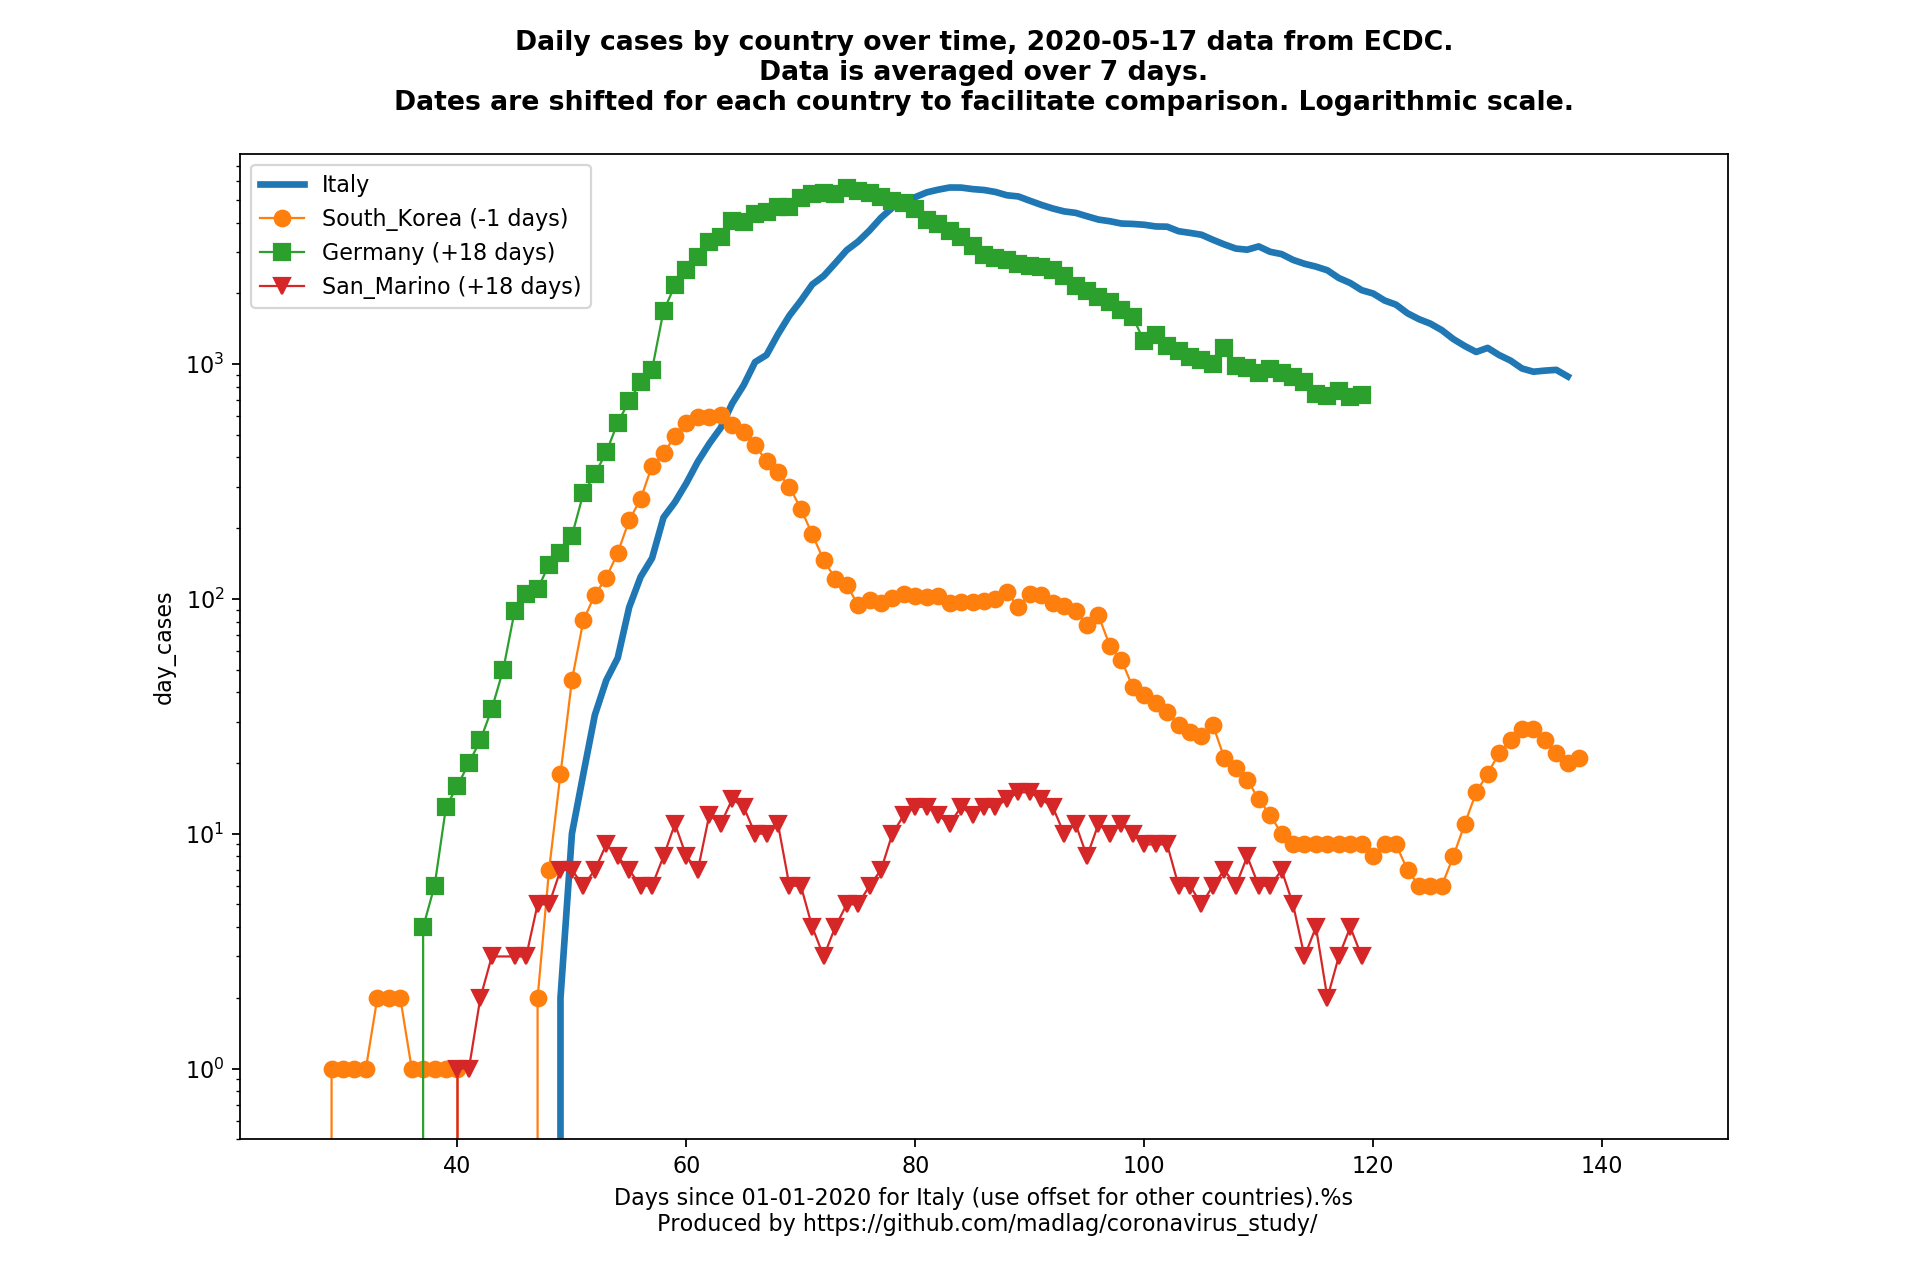 Daily cases by country over time, 2020-05-17 data from ECDC.
Data is averaged over 7 days.
Dates are shifted for each country to facilitate comparison. Logarithmic scale.
Italy
South_Korea (-1 days)
Germany (+18 days)
San_Marino (+18 days)
10³
10²
10¹
10⁰
day_cases
40 60 80 100 120 140
Days since 01-01-2020 for Italy (use offset for other countries).%s
Produced by https://github.com/madlag/coronavirus_study/